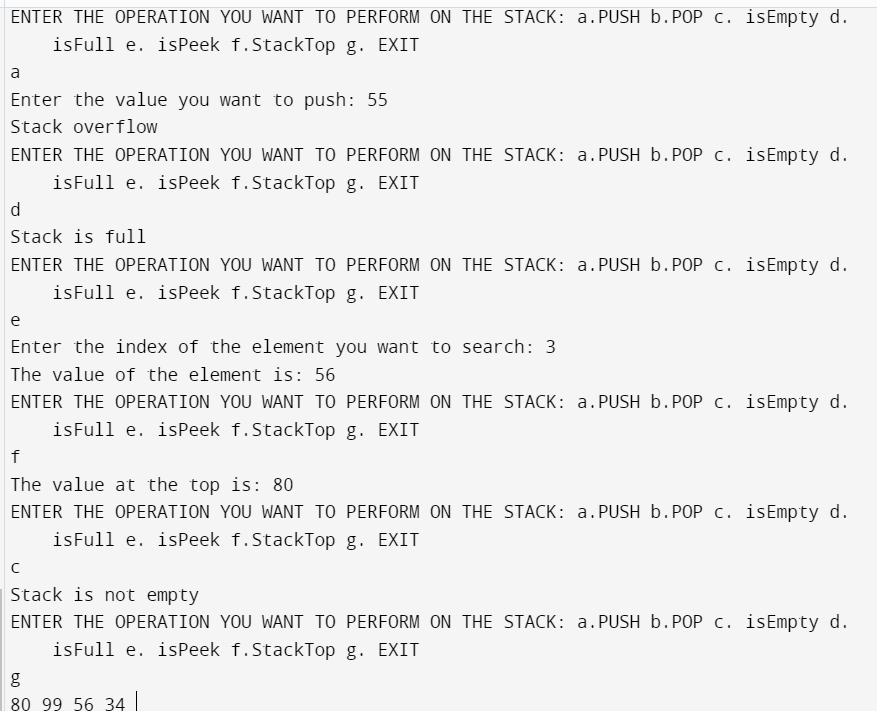 ENTER THE OPERATION YOU WANT TO PERFORM ON THE STACK: a.PUSH b.POP c. isEmpty d.
isFull e. isPeek f.StackTop g. EXIT
a
Enter the value you want to push: 55
Stack overflow
ENTER THE OPERATION YOU WANT TO PERFORM ON THE STACK: a.PUSH b.POP c. isEmpty d.
isFull e. isPeek f.StackTop g. EXIT
d
Stack is full
ENTER THE OPERATION YOU WANT TO PERFORM ON THE STACK: a.PUSH b.POP c. isEmpty d.
isFull e. isPeek f.StackTop g. EXIT
e
Enter the index of the element you want to search: 3
The value of the element is: 56
ENTER THE OPERATION YOU WANT TO PERFORM ON THE STACK: a.PUSH b.POP c. isEmpty d.
isFull e. isPeek f.StackTop g. EXIT
f
The value at the top is: 80
ENTER THE OPERATION YOU WANT TO PERFORM ON THE STACK: a.PUSH b.POP c. isEmpty d.
isFull e. isPeek f.StackTop g. EXIT
c
Stack is not empty
ENTER THE OPERATION YOU WANT TO PERFORM ON THE STACK: a.PUSH b.POP c. isEmpty d.
isFull e. isPeek f.StackTop g. EXIT
g
80 99 56 34